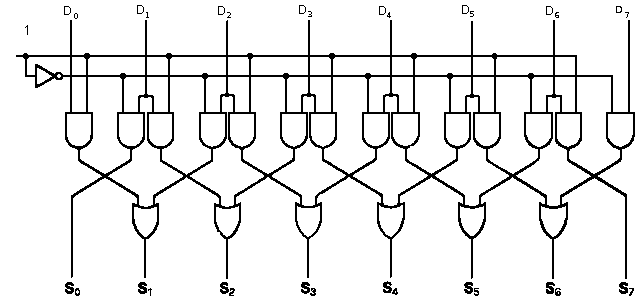 D0 D1 D2 D3 D4 D5 D6 D7
1
S0 S1 S2 S3 S4 S5 S6 S7